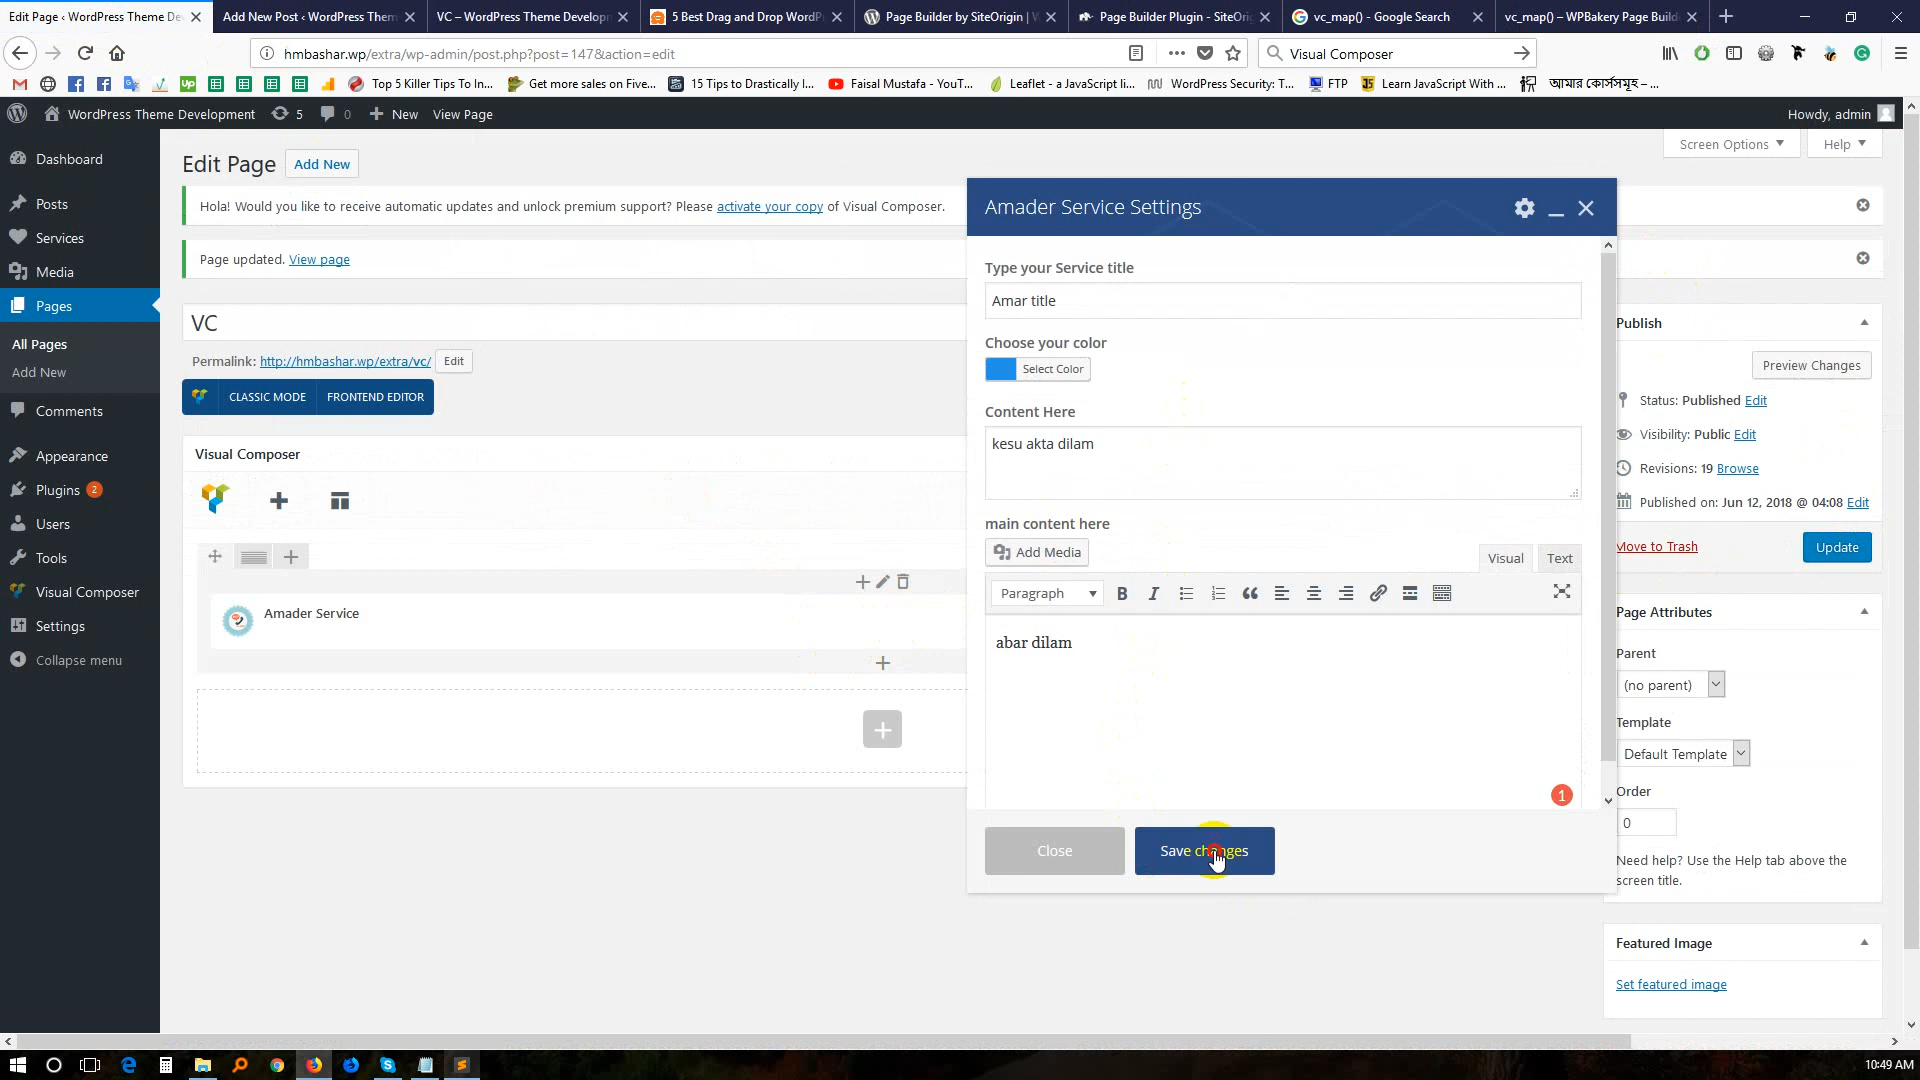 Edit Page ‹ WordPress Theme De
Add New Post ‹ WordPress Them
VC – WordPress Theme Developn
5 Best Drag and Drop WordP
Page Builder by SiteOrigin | W
Page Builder Plugin - SiteOrig
vc_map() - Google Search
vc_map() – WPBakery Page Build
hmbashar.wp/extra/wp-admin/post.php?post=147&action=edit
Visual Composer
Top 5 Killer Tips To In...
Get more sales on Five...
15 Tips to Drastically I...
Faisal Mustafa - YouT...
Leaflet - a JavaScript li...
WordPress Security: T...
FTP
Learn JavaScript With ...
আমার কোর্সসমূহ – ...
WordPress Theme Development
5
0
New
View Page
Howdy, admin
Dashboard
Posts
Services
Media
Pages
All Pages
Add New
Comments
Appearance
Plugins 2
Users
Tools
Visual Composer
Settings
Collapse menu
Screen Options
Help
Edit Page
Add New
Hola! Would you like to receive automatic updates and unlock premium support? Please activate your copy of Visual Composer.
Page updated. View page
VC
Permalink: http://hmbashar.wp/extra/vc/ Edit
CLASSIC MODE
FRONTEND EDITOR
Visual Composer
Amader Service
Amader Service Settings
Type your Service title
Amar title
Choose your color
Select Color
Content Here
kesu akta dilam
main content here
Add Media
Visual
Text
Paragraph
abar dilam
1
Close
Save changes
Publish
Preview Changes
Status: Published Edit
Visibility: Public Edit
Revisions: 19 Browse
Published on: Jun 12, 2018 @ 04:08 Edit
Move to Trash
Update
Page Attributes
Parent
(no parent)
Template
Default Template
Order
0
Need help? Use the Help tab above the
screen title.
Featured Image
Set featured image
10:49 AM